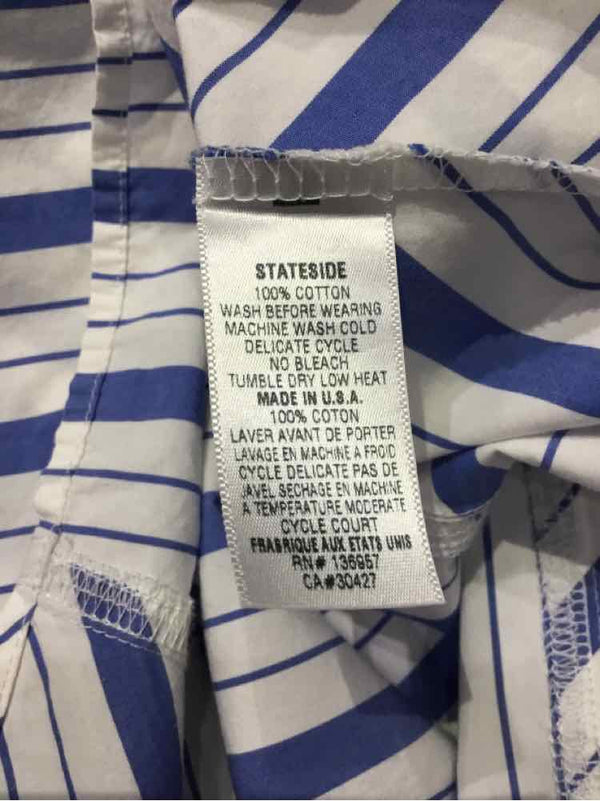 STATESIDE
100% COTTON
WASH BEFORE WEARING
MACHINE WASH COLD
DELICATE CYCLE
NO BLEACH
TUMBLE DRY LOW HEAT
MADE IN U.S.A.
100% COTON
LAVER AVANT DE PORTER
LAVAGE EN MACHINE A FROID
CYCLE DELICATE PAS DE
JAVEL SECHAGE EN MACHINE
A TEMPERATURE MODERATE
CYCLE COURT
FRABRIQUE AUX ETATS UNIS
RN# 136957
CA#30427